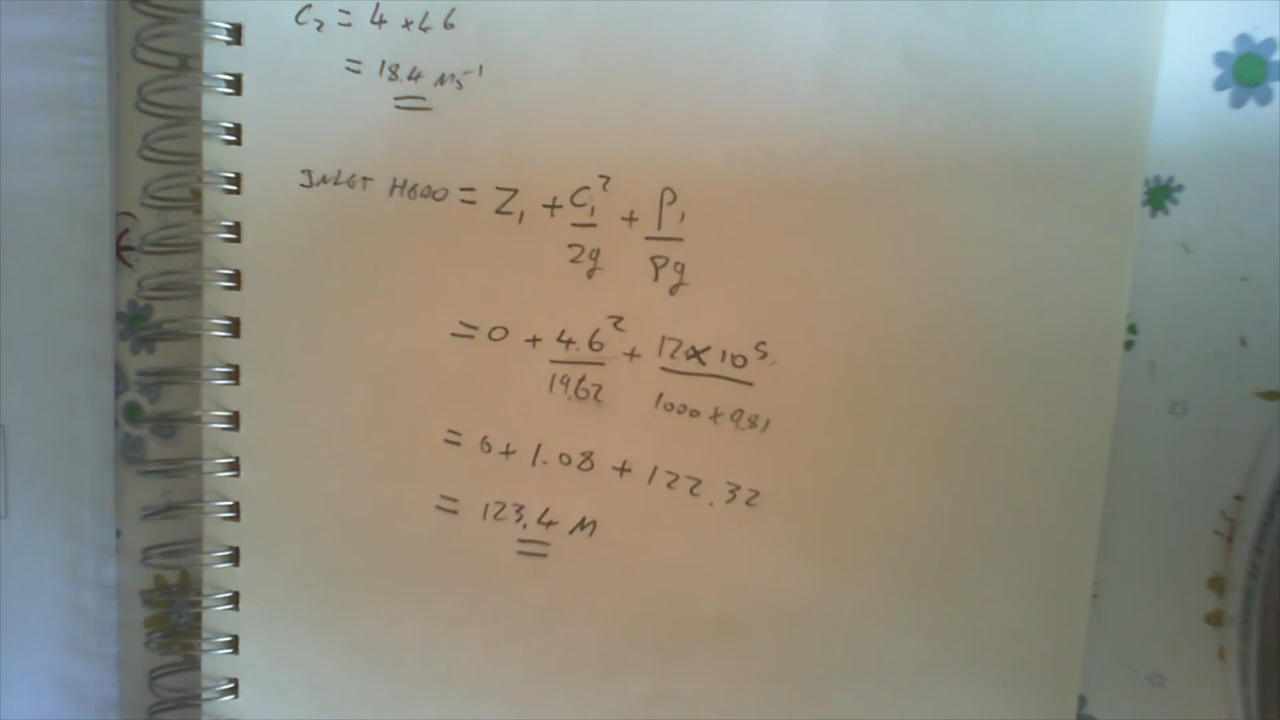 C₂ = 4 × 4.6
= 18.4 Ms⁻¹
INLET HEAD = Z₁ + C₁²/2g + P₁/ρg
= 0 + 4.6²/19.62 + 12 × 10⁵/1000 × 9.81
= 0 + 1.08 + 122.32
= 123.4 M